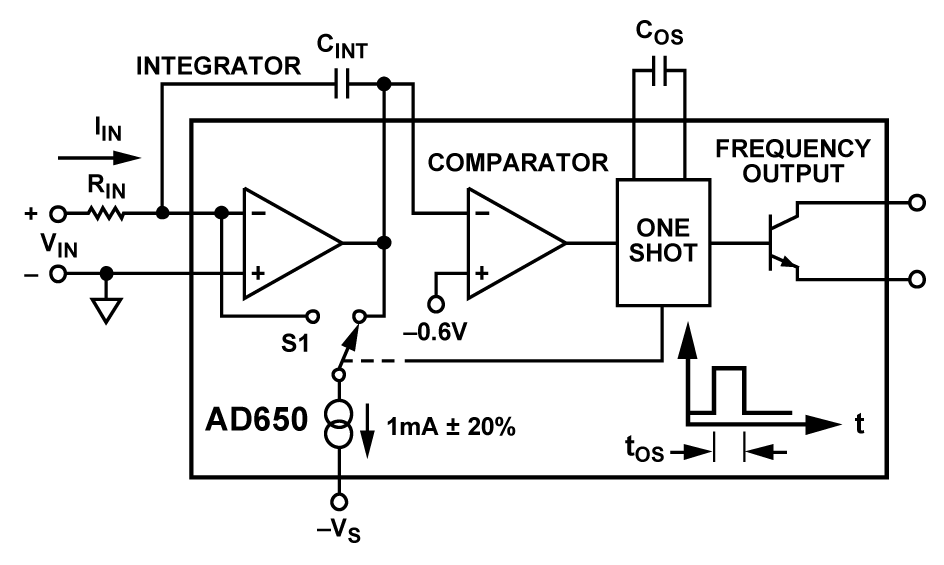 C_INT
C_OS
INTEGRATOR
I_IN
COMPARATOR
FREQUENCY
OUTPUT
R_IN
+
−
−
ONE
SHOT
V_IN
−
+
+
S1
–0.6V
AD650
1mA ± 20%
t
t_OS
–V_S